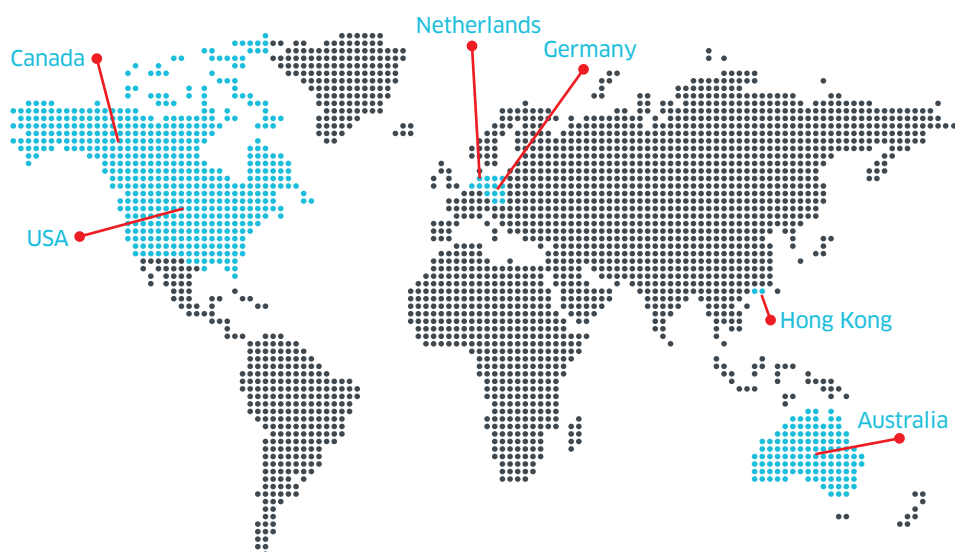 Netherlands
Germany
Canada
USA
Hong Kong
Australia